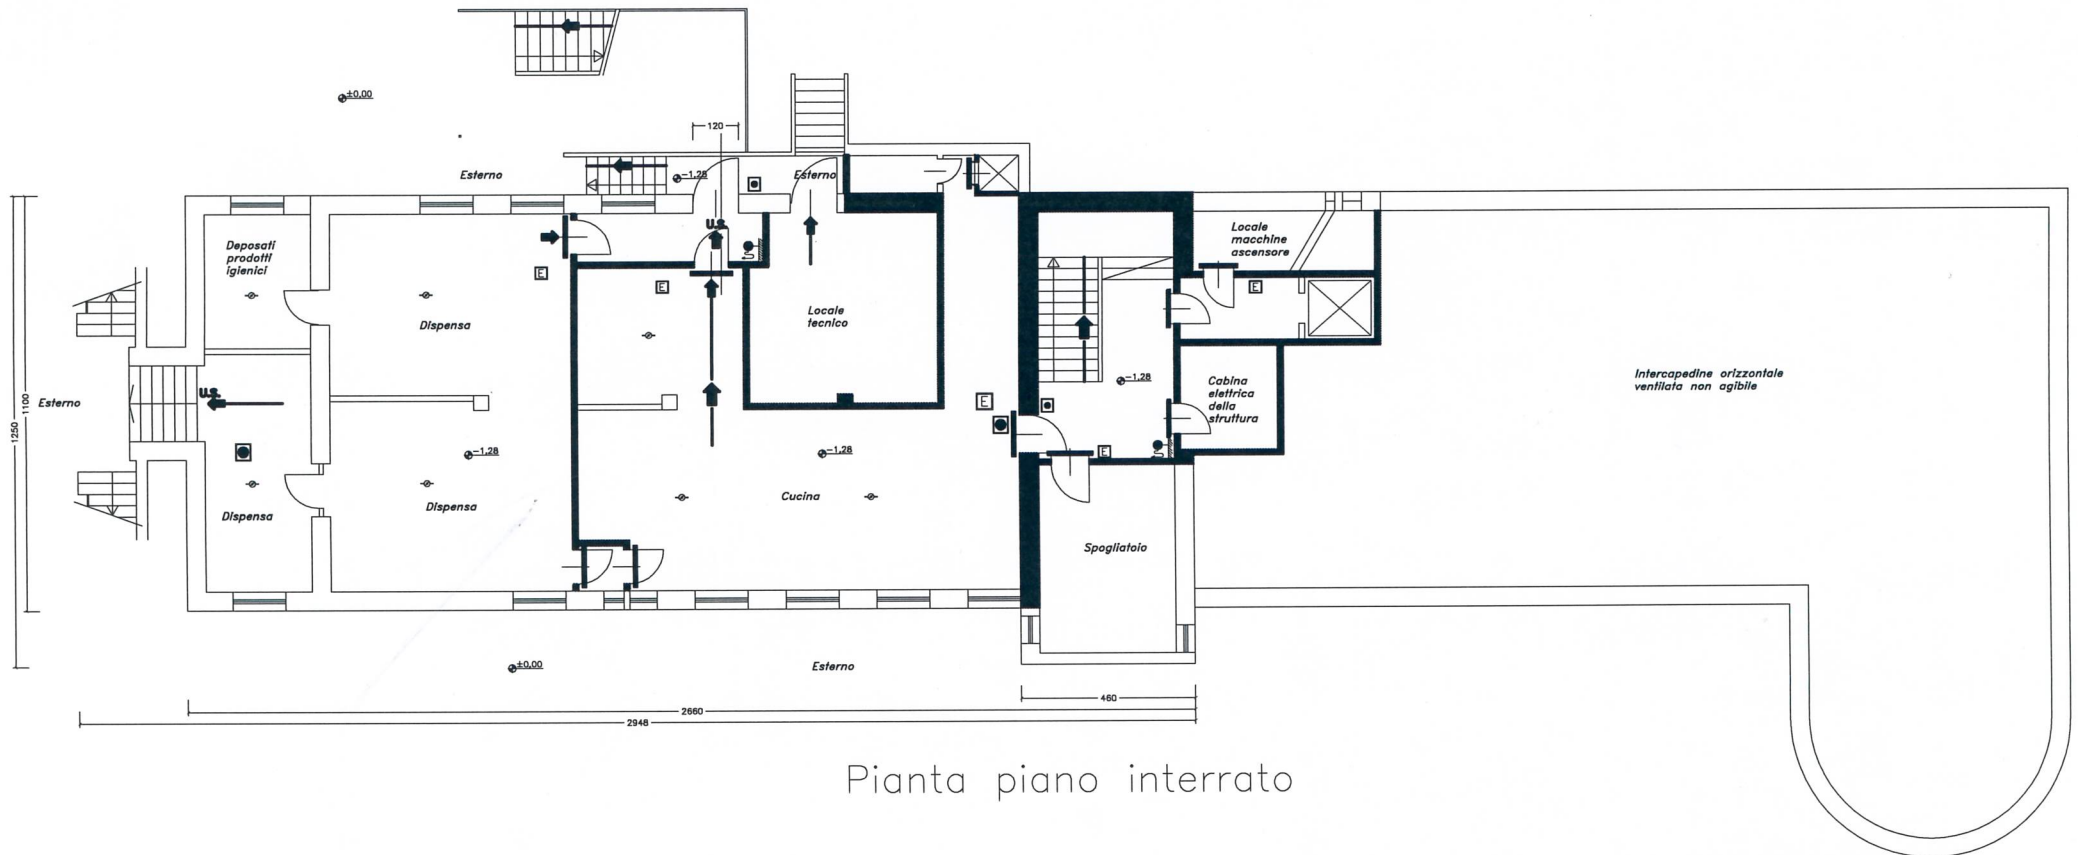 ±0,00
120
Esterno
-1,28
Esterno
U.S.
Deposati
prodotti
igienici
Locale
macchine
ascensore
E
E
E
Dispensa
Locale
tecnico
Intercapedine orizzontale
ventilata non agibile
-1,28
Cabina
elettrica
della
struttura
U.S.
Esterno
E
1250
1100
-1,28
-1,28
E
Cucina
Dispensa
Dispensa
Spogliatoio
±0,00
Esterno
460
2660
2948
Pianta piano interrato